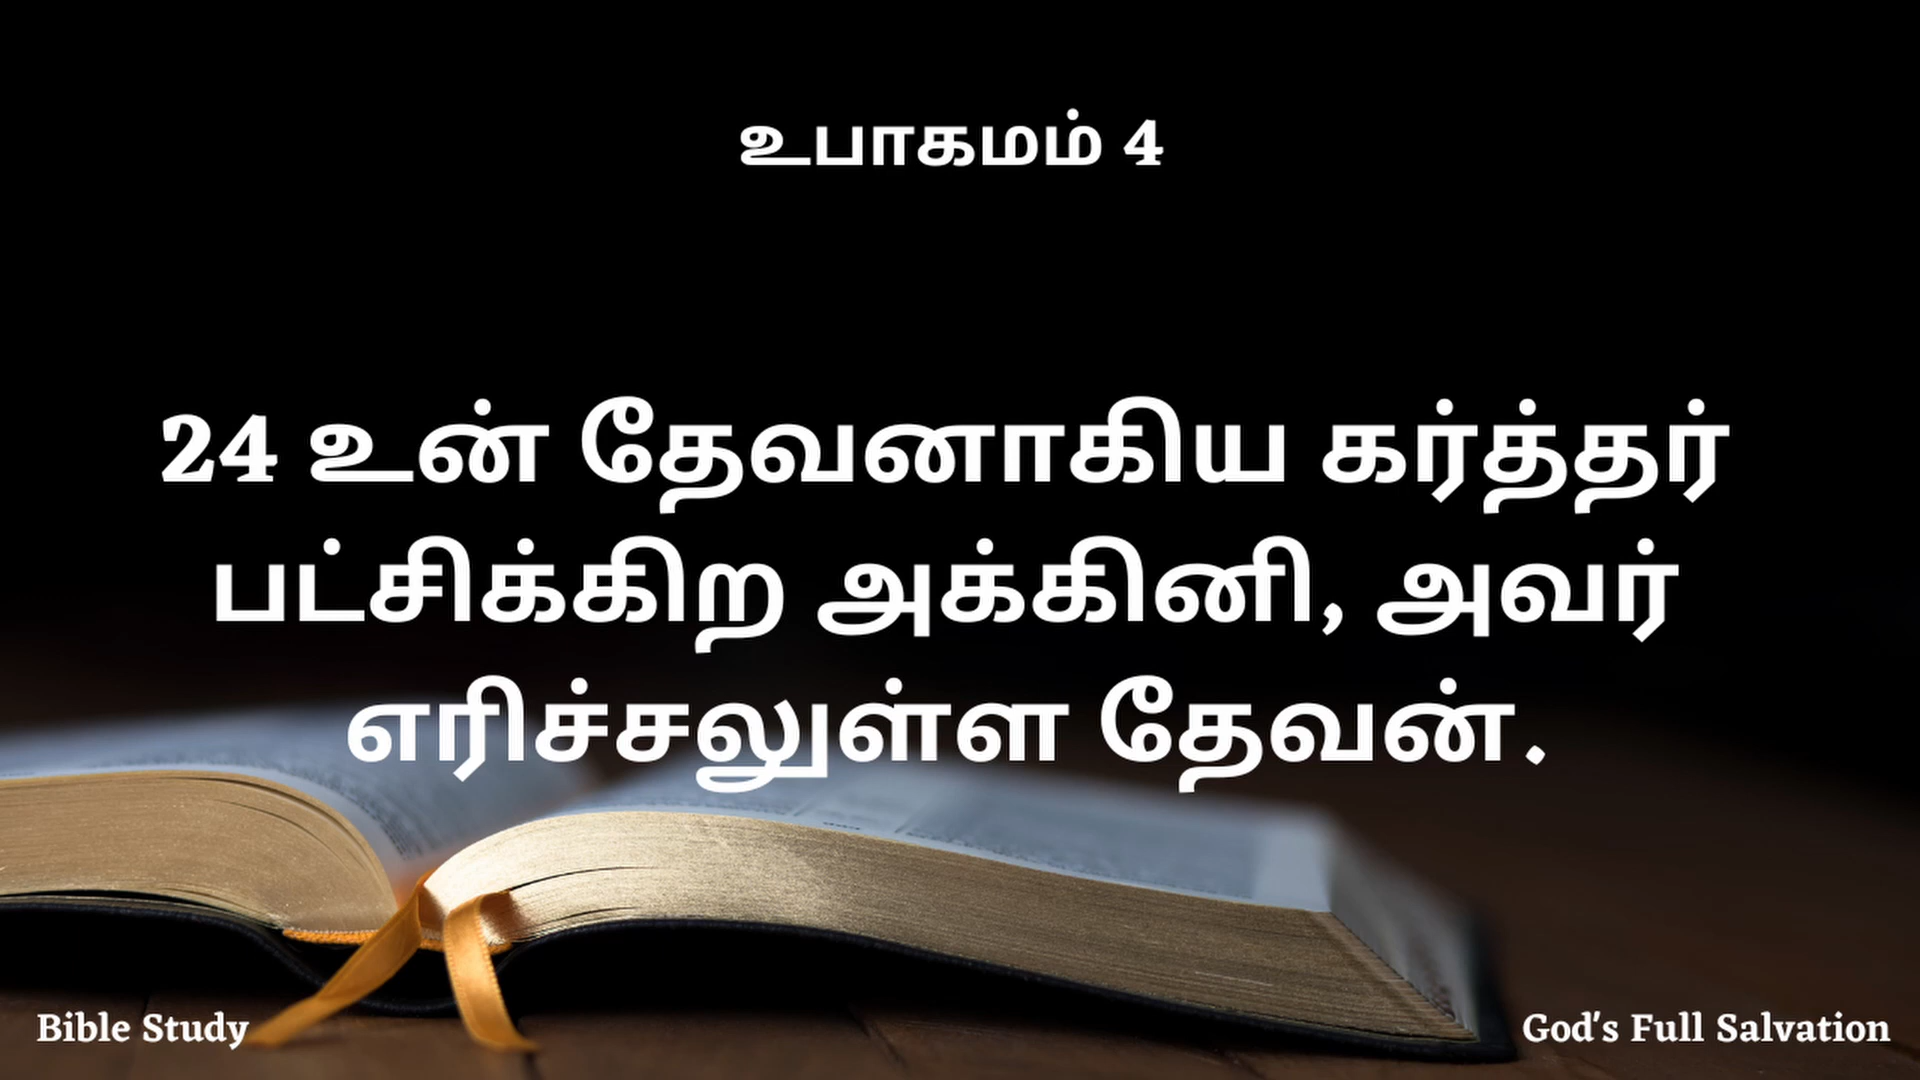 உபாகமம் 4
24 உன் தேவனாகிய கர்த்தர்
பட்சிக்கிற அக்கினி, அவர்
எரிச்சலுள்ள தேவன்.
Bible Study
God's Full Salvation